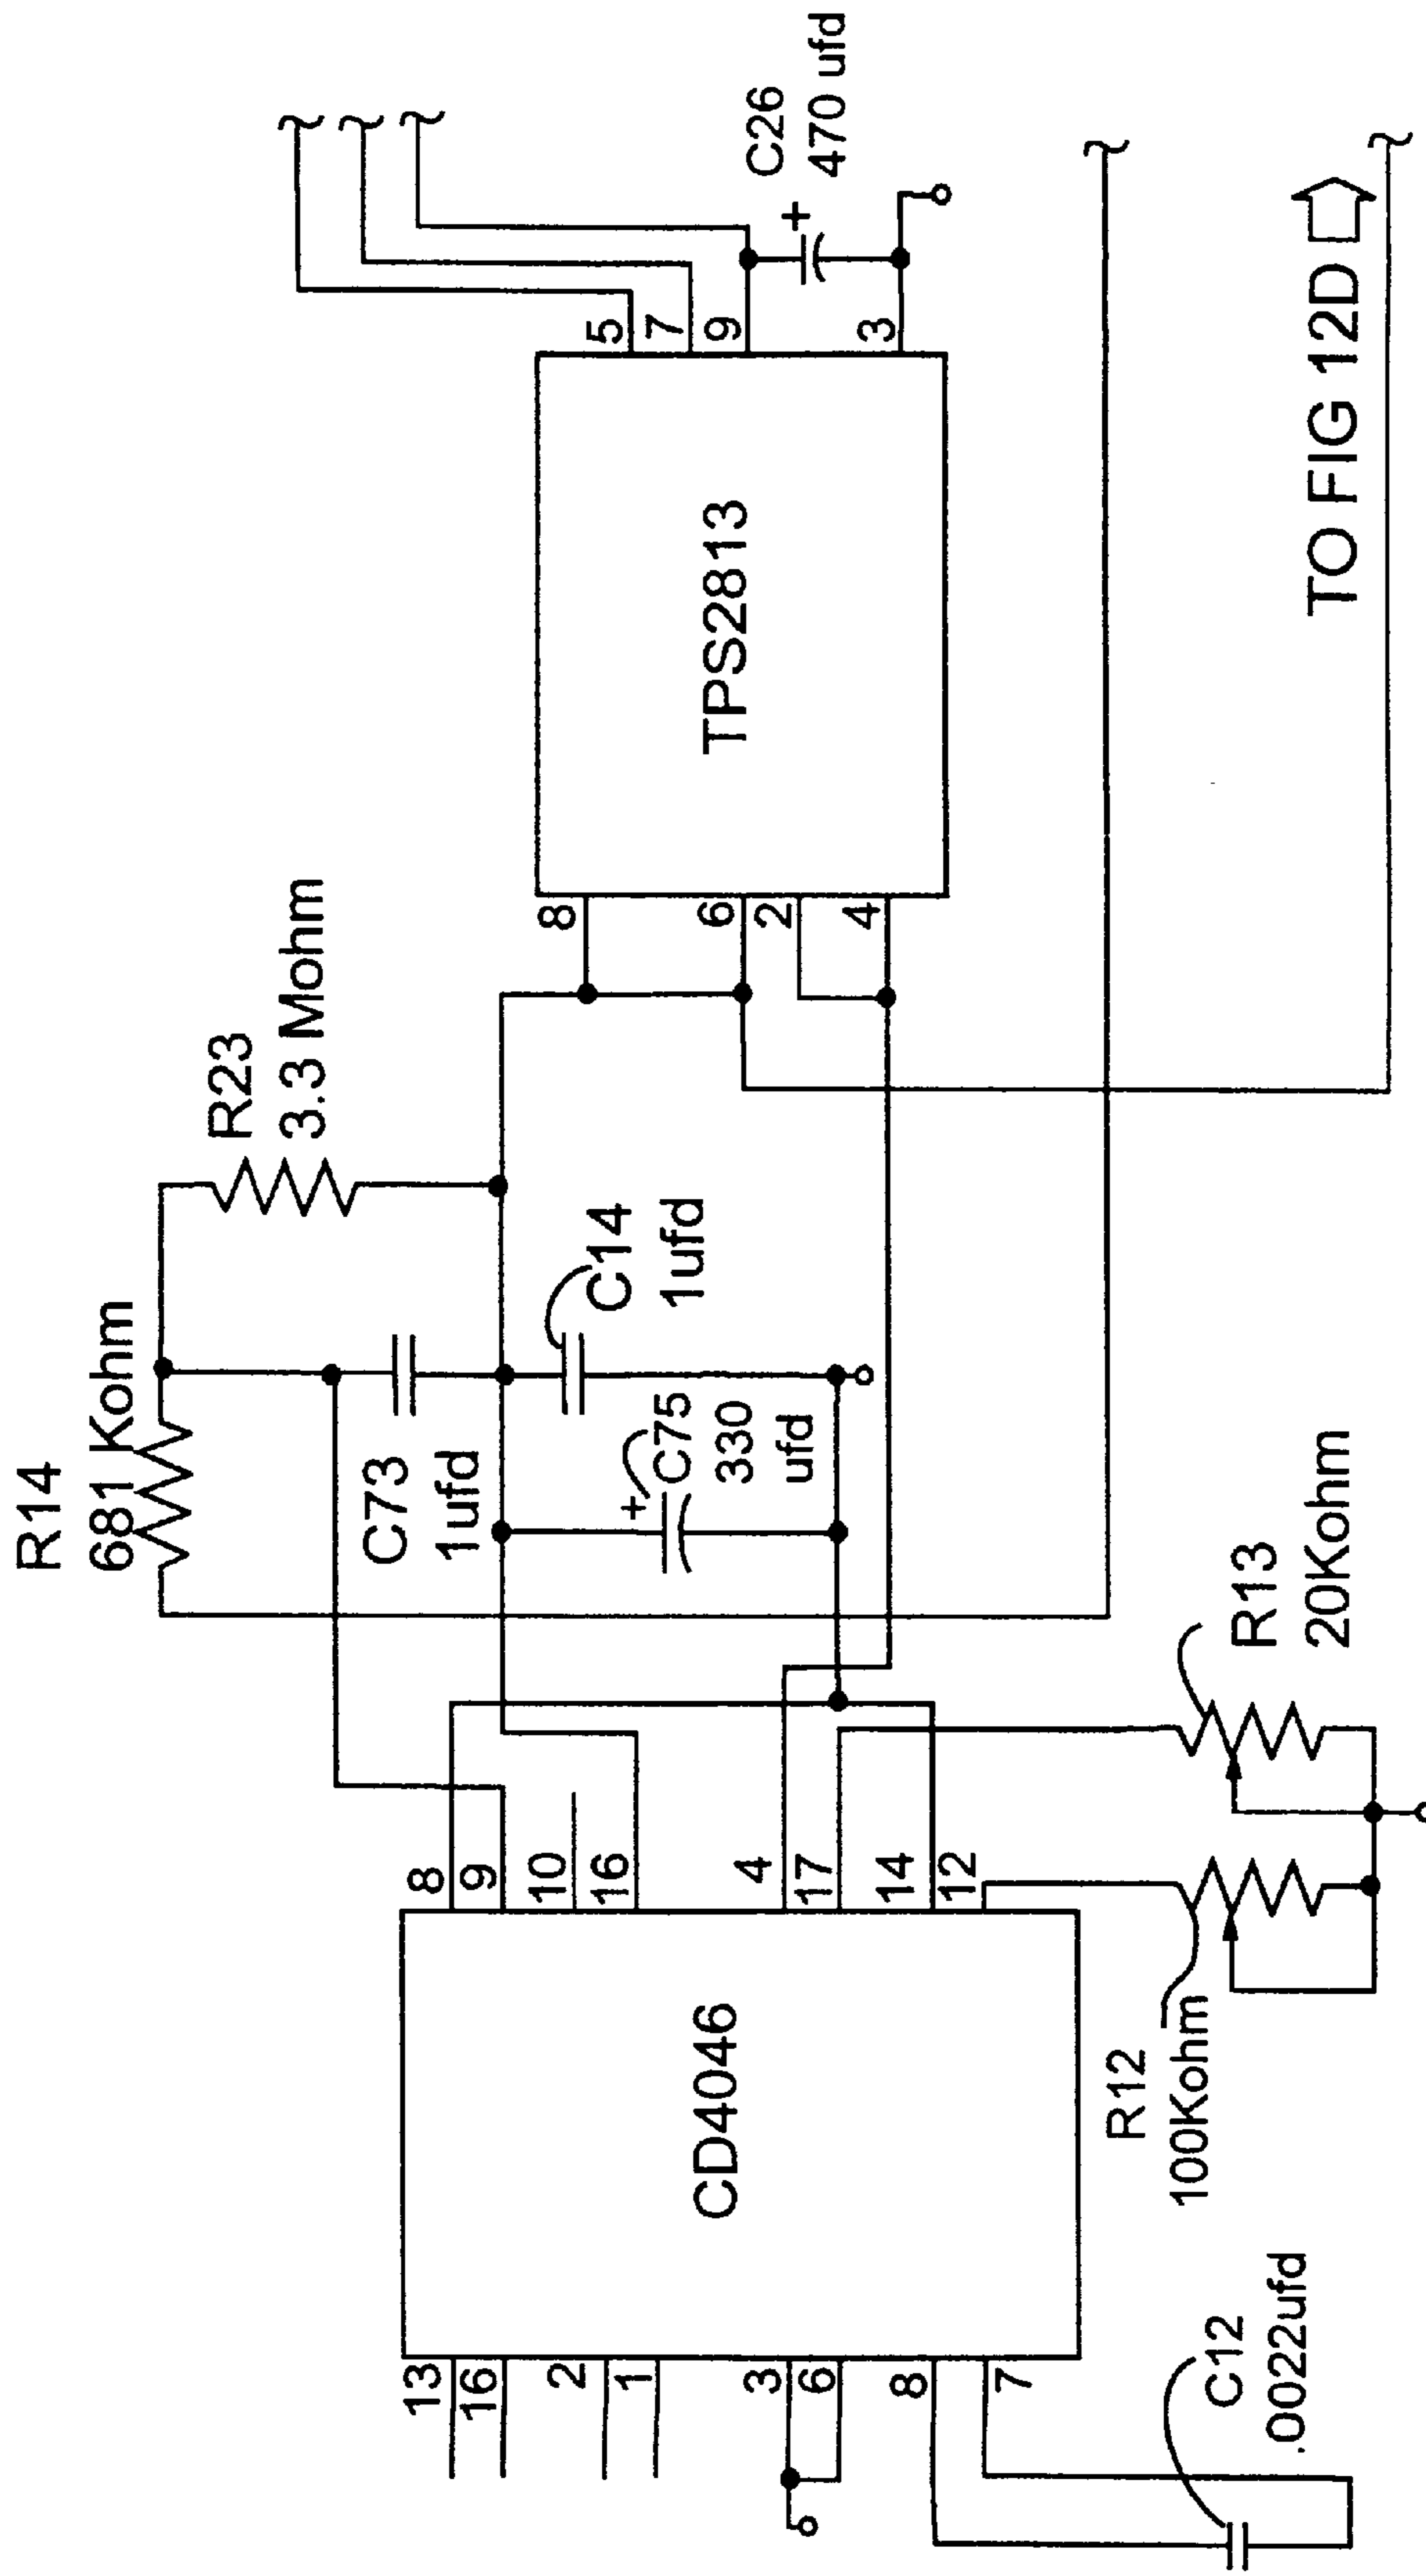 R14
681 Kohm
R23
3.3 Mohm
C73
1ufd
C14
1ufd
C75
+
330
ufd
13
16
2
1
3
6
8
7
CD4046
8
9
10
16
4
17
14
12
8
6
2
4
TPS2813
5
7
9
3
+
C26
470 ufd
C12
.0022ufd
R12
100Kohm
R13
20Kohm
TO FIG 12D